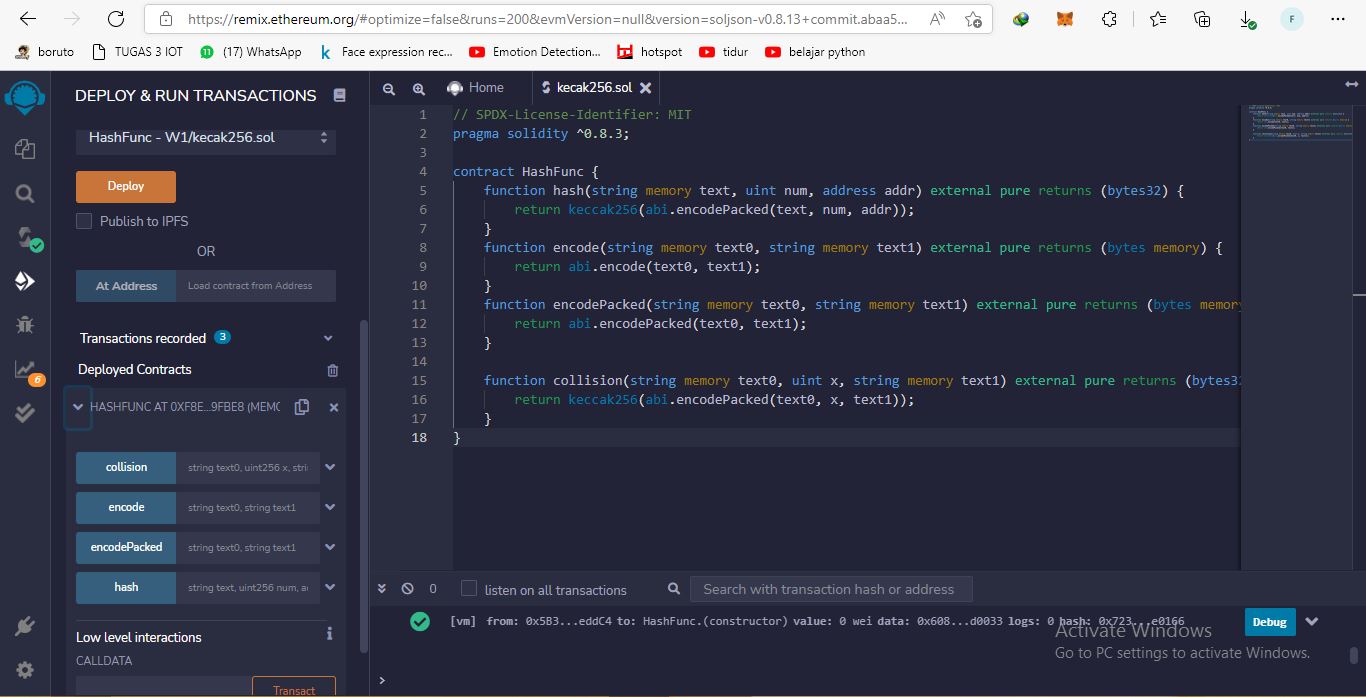 https://remix.ethereum.org/#optimize=false&runs=200&evmVersion=null&version=soljson-v0.8.13+commit.abaa5...
F
boruto
TUGAS 3 IOT
11
(17) WhatsApp
Face expression rec...
Emotion Detection...
hotspot
tidur
belajar python
DEPLOY & RUN TRANSACTIONS
HashFunc - W1/kecak256.sol
Deploy
Publish to IPFS
OR
At Address
Load contract from Address
Transactions recorded 3
Deployed Contracts
HASHFUNC AT 0XF8E...9FBE8 (MEMO
collision
string text0, uint256 x, stri
encode
string text0, string text1
encodePacked
string text0, string text1
hash
string text, uint256 num, a
Low level interactions
i
CALLDATA
Transact
6
Home
kecak256.sol
1 // SPDX-License-Identifier: MIT
2 pragma solidity ^0.8.3;
3
4 contract HashFunc {
5 function hash(string memory text, uint num, address addr) external pure returns (bytes32) {
6 return keccak256(abi.encodePacked(text, num, addr));
7 }
8 function encode(string memory text0, string memory text1) external pure returns (bytes memory) {
9 return abi.encode(text0, text1);
10 }
11 function encodePacked(string memory text0, string memory text1) external pure returns (bytes memory
12 return abi.encodePacked(text0, text1);
13 }
14
15 function collision(string memory text0, uint x, string memory text1) external pure returns (bytes32
16 return keccak256(abi.encodePacked(text0, x, text1));
17 }
18 }
0
listen on all transactions
Search with transaction hash or address
[vm] from: 0x5B3...eddC4 to: HashFunc.(constructor) value: 0 wei data: 0x608...d0033 logs: 0 hash: 0x723...e0166
Debug
Activate Windows
Go to PC settings to activate Windows.
>